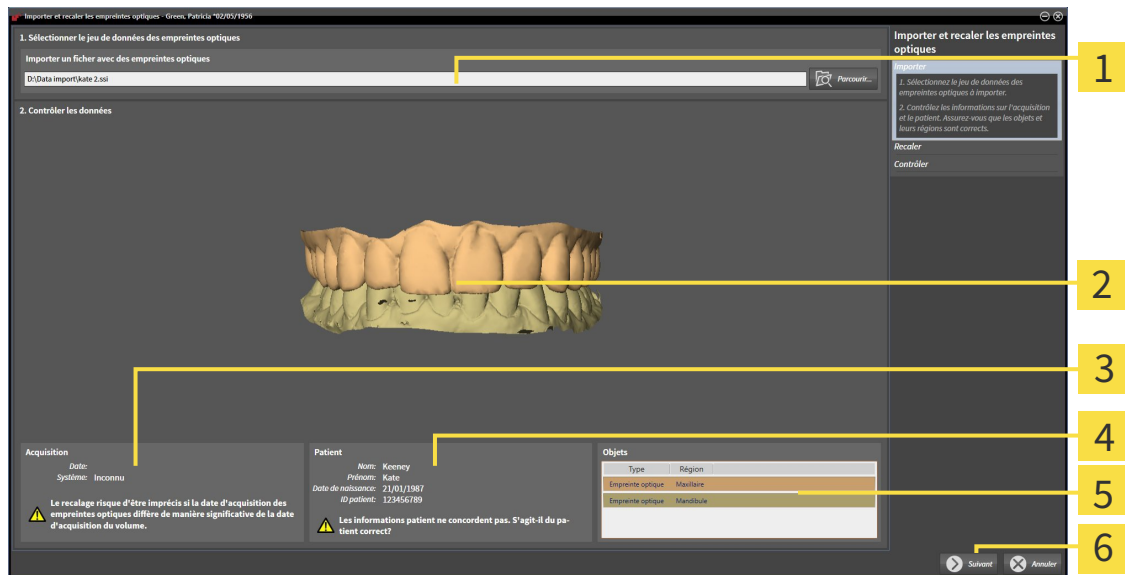 Importer et recaler les empreintes optiques - Green, Patricia *02/05/1956
1. Sélectionner le jeu de données des empreintes optiques
Importer un ficher avec des empreintes optiques
D:\Data import\kate 2.ssi
Parcourir...
2. Contrôler les données
Acquisition
Date:
Système: Inconnu
Le recalage risque d'être imprécis si la date d'acquisition des
empreintes optiques diffère de manière significative de la date
d'acquisition du volume.
Patient
Nom: Keeney
Prénom: Kate
Date de naissance: 21/01/1987
ID patient: 123456789
Les informations patient ne concordent pas. S'agit-il du pa-
tient correct?
Objets
Type Région
Empreinte optique Maxillaire
Empreinte optique Mandibule
Importer et recaler les empreintes
optiques
Importer
1. Sélectionnez le jeu de données des
empreintes optiques à importer.
2. Contrôlez les informations sur l'acquisition
et le patient. Assurez-vous que les objets et
leurs régions sont corrects.
Recaler
Contrôler
Suivant
Annuler
1
2
3
4
5
6